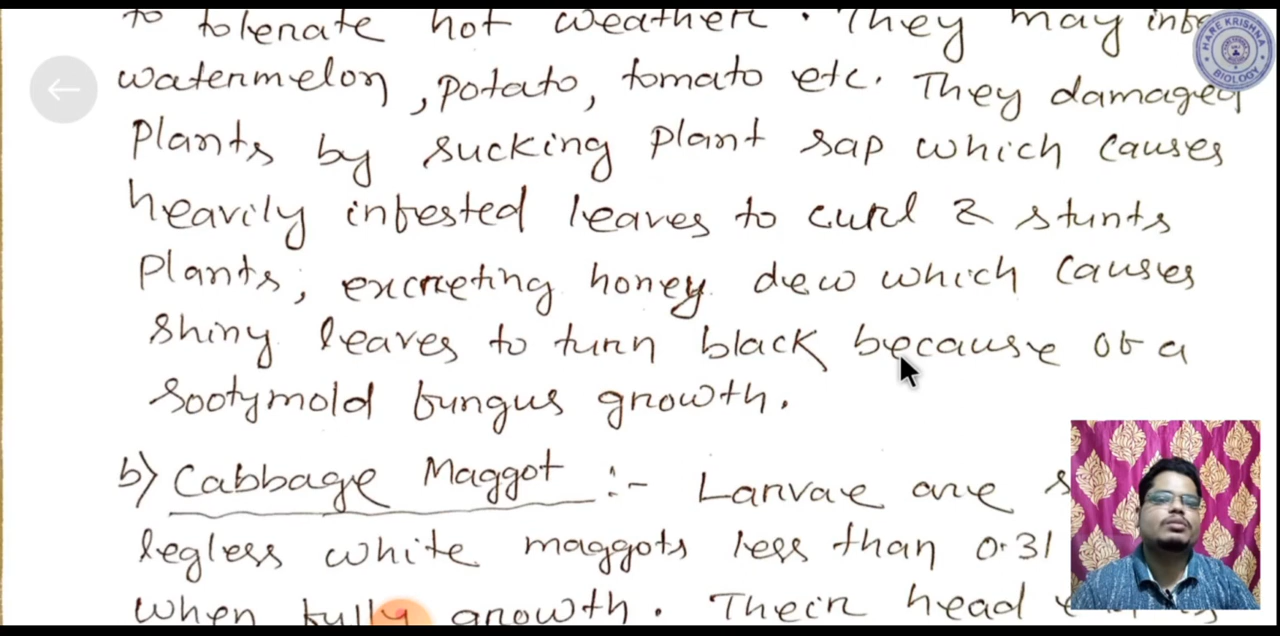 to tolerate hot weather. They may infe
watermelon, potato, tomato etc. They damaged
plants by sucking plant sap which causes
heavily infested leaves to curl & stunts
plants; excreting honey dew which causes
shiny leaves to turn black because of a
sootymold fungus growth.
b) Cabbage Maggot :- Larvae are s
legless white maggots less than 0.31
when fully growth. Their head
HARE KRISHNA
BIOLOGY